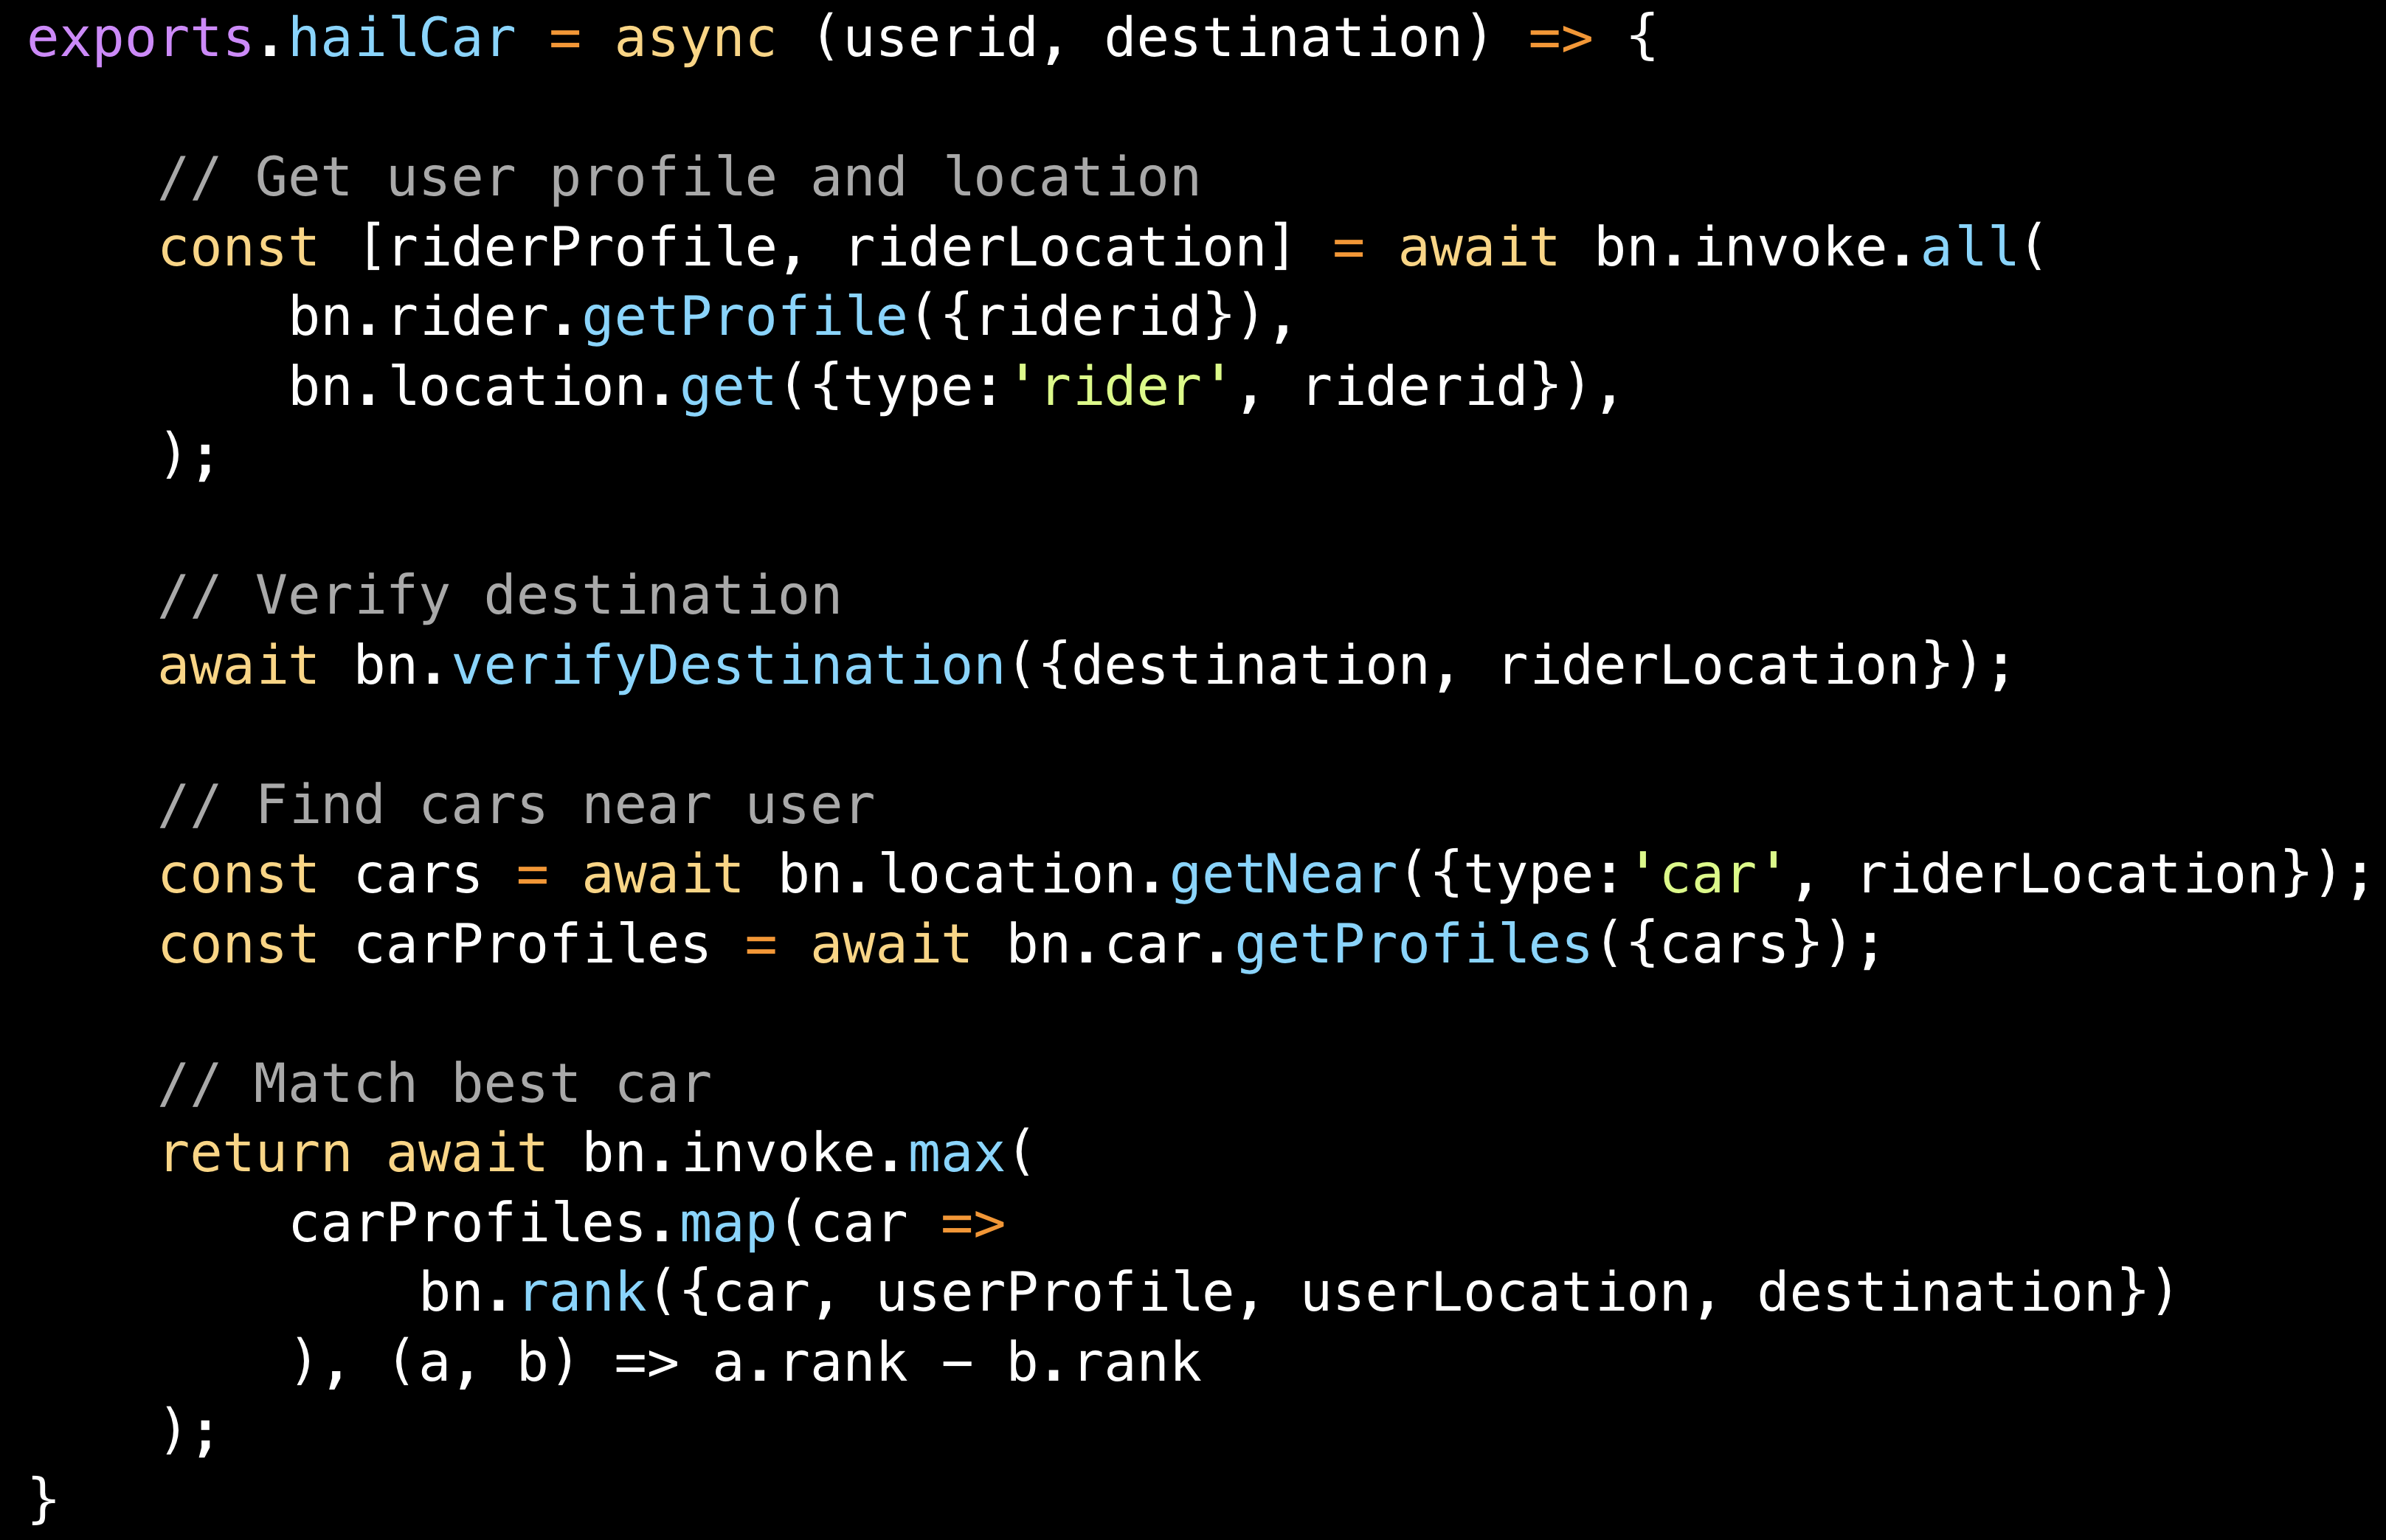 exports.hailCar = async (userid, destination) => {
    // Get user profile and location
    const [riderProfile, riderLocation] = await bn.invoke.all(
        bn.rider.getProfile({riderid}),
        bn.location.get({type:'rider', riderid}),
    );
    // Verify destination
    await bn.verifyDestination({destination, riderLocation});
    // Find cars near user
    const cars = await bn.location.getNear({type:'car', riderLocation});
    const carProfiles = await bn.car.getProfiles({cars});
    // Match best car
    return await bn.invoke.max(
        carProfiles.map(car =>
            bn.rank({car, userProfile, userLocation, destination})
        ), (a, b) => a.rank − b.rank
    );
}